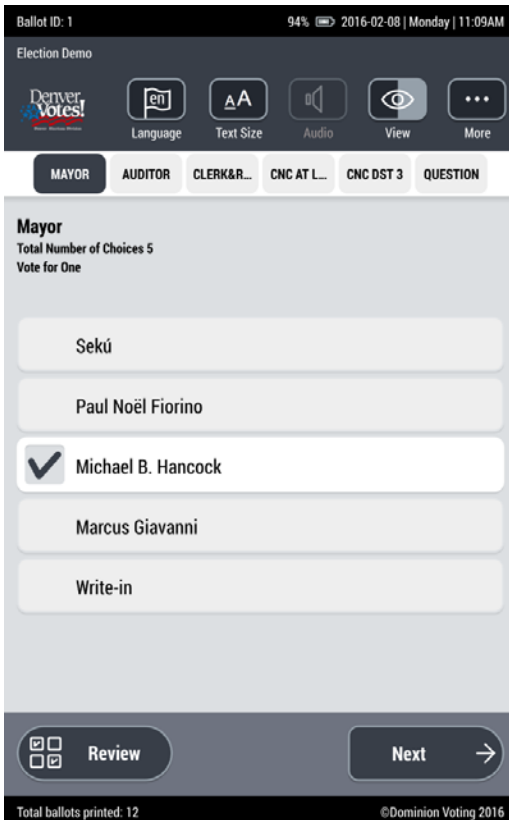 Ballot ID: 1 94% 2016-02-08 | Monday | 11:09AM
Election Demo
Denver
Votes!
en AA
Language Text Size Audio View More
MAYOR AUDITOR CLERK&R... CNC AT L... CNC DST 3 QUESTION
Mayor
Total Number of Choices 5
Vote for One
Sekú
Paul Noël Fiorino
Michael B. Hancock
Marcus Giavanni
Write-in
Review Next
Total ballots printed: 12 ©Dominion Voting 2016